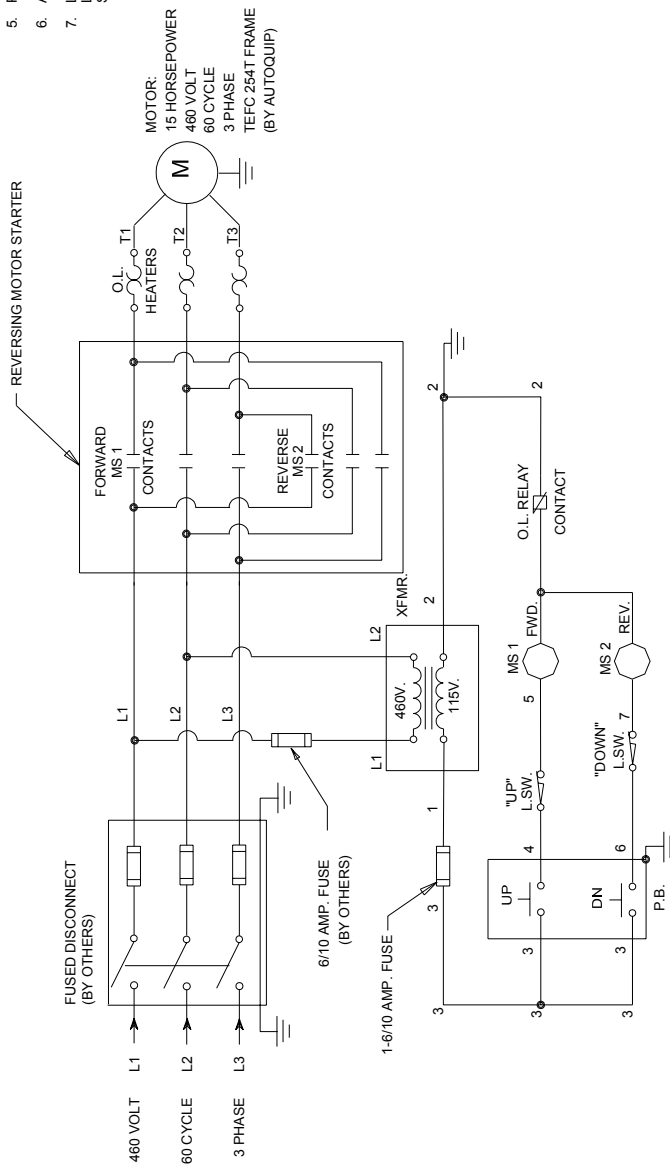 5.
6.
7.
REVERSING MOTOR STARTER
FUSED DISCONNECT
(BY OTHERS)
460 VOLT
L1
60 CYCLE
L2
3 PHASE
L3
L1
L2
L3
FORWARD
MS 1
CONTACTS
REVERSE
MS 2
CONTACTS
O.L.
HEATERS
T1
T2
T3
M
MOTOR:
15 HORSEPOWER
460 VOLT
60 CYCLE
3 PHASE
TEFC 254T FRAME
(BY AUTOQUIP)
6/10 AMP. FUSE
(BY OTHERS)
XFMR.
L1
L2
460V.
115V.
1-6/10 AMP. FUSE
3
1
2
2
3
3
UP
4
"UP"
L.SW.
5
MS 1
FWD.
O.L. RELAY
CONTACT
2
3
3
DN
6
"DOWN"
L.SW.
7
MS 2
REV.
3
P.B.